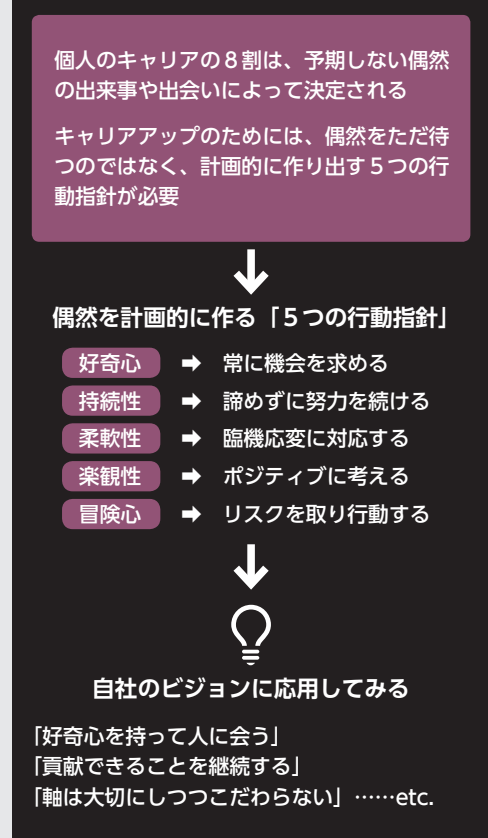 個人のキャリアの8割は、予期しない偶然
の出来事や出会いによって決定される
キャリアアップのためには、偶然をただ待
つのではなく、計画的に作り出す5つの行
動指針が必要
偶然を計画的に作る「5つの行動指針」
好奇心 ➡ 常に機会を求める
持続性 ➡ 諦めずに努力を続ける
柔軟性 ➡ 臨機応変に対応する
楽観性 ➡ ポジティブに考える
冒険心 ➡ リスクを取り行動する
自社のビジョンに応用してみる
「好奇心を持って人に会う」
「貢献できることを継続する」
「軸は大切にしつつこだわらない」……etc.